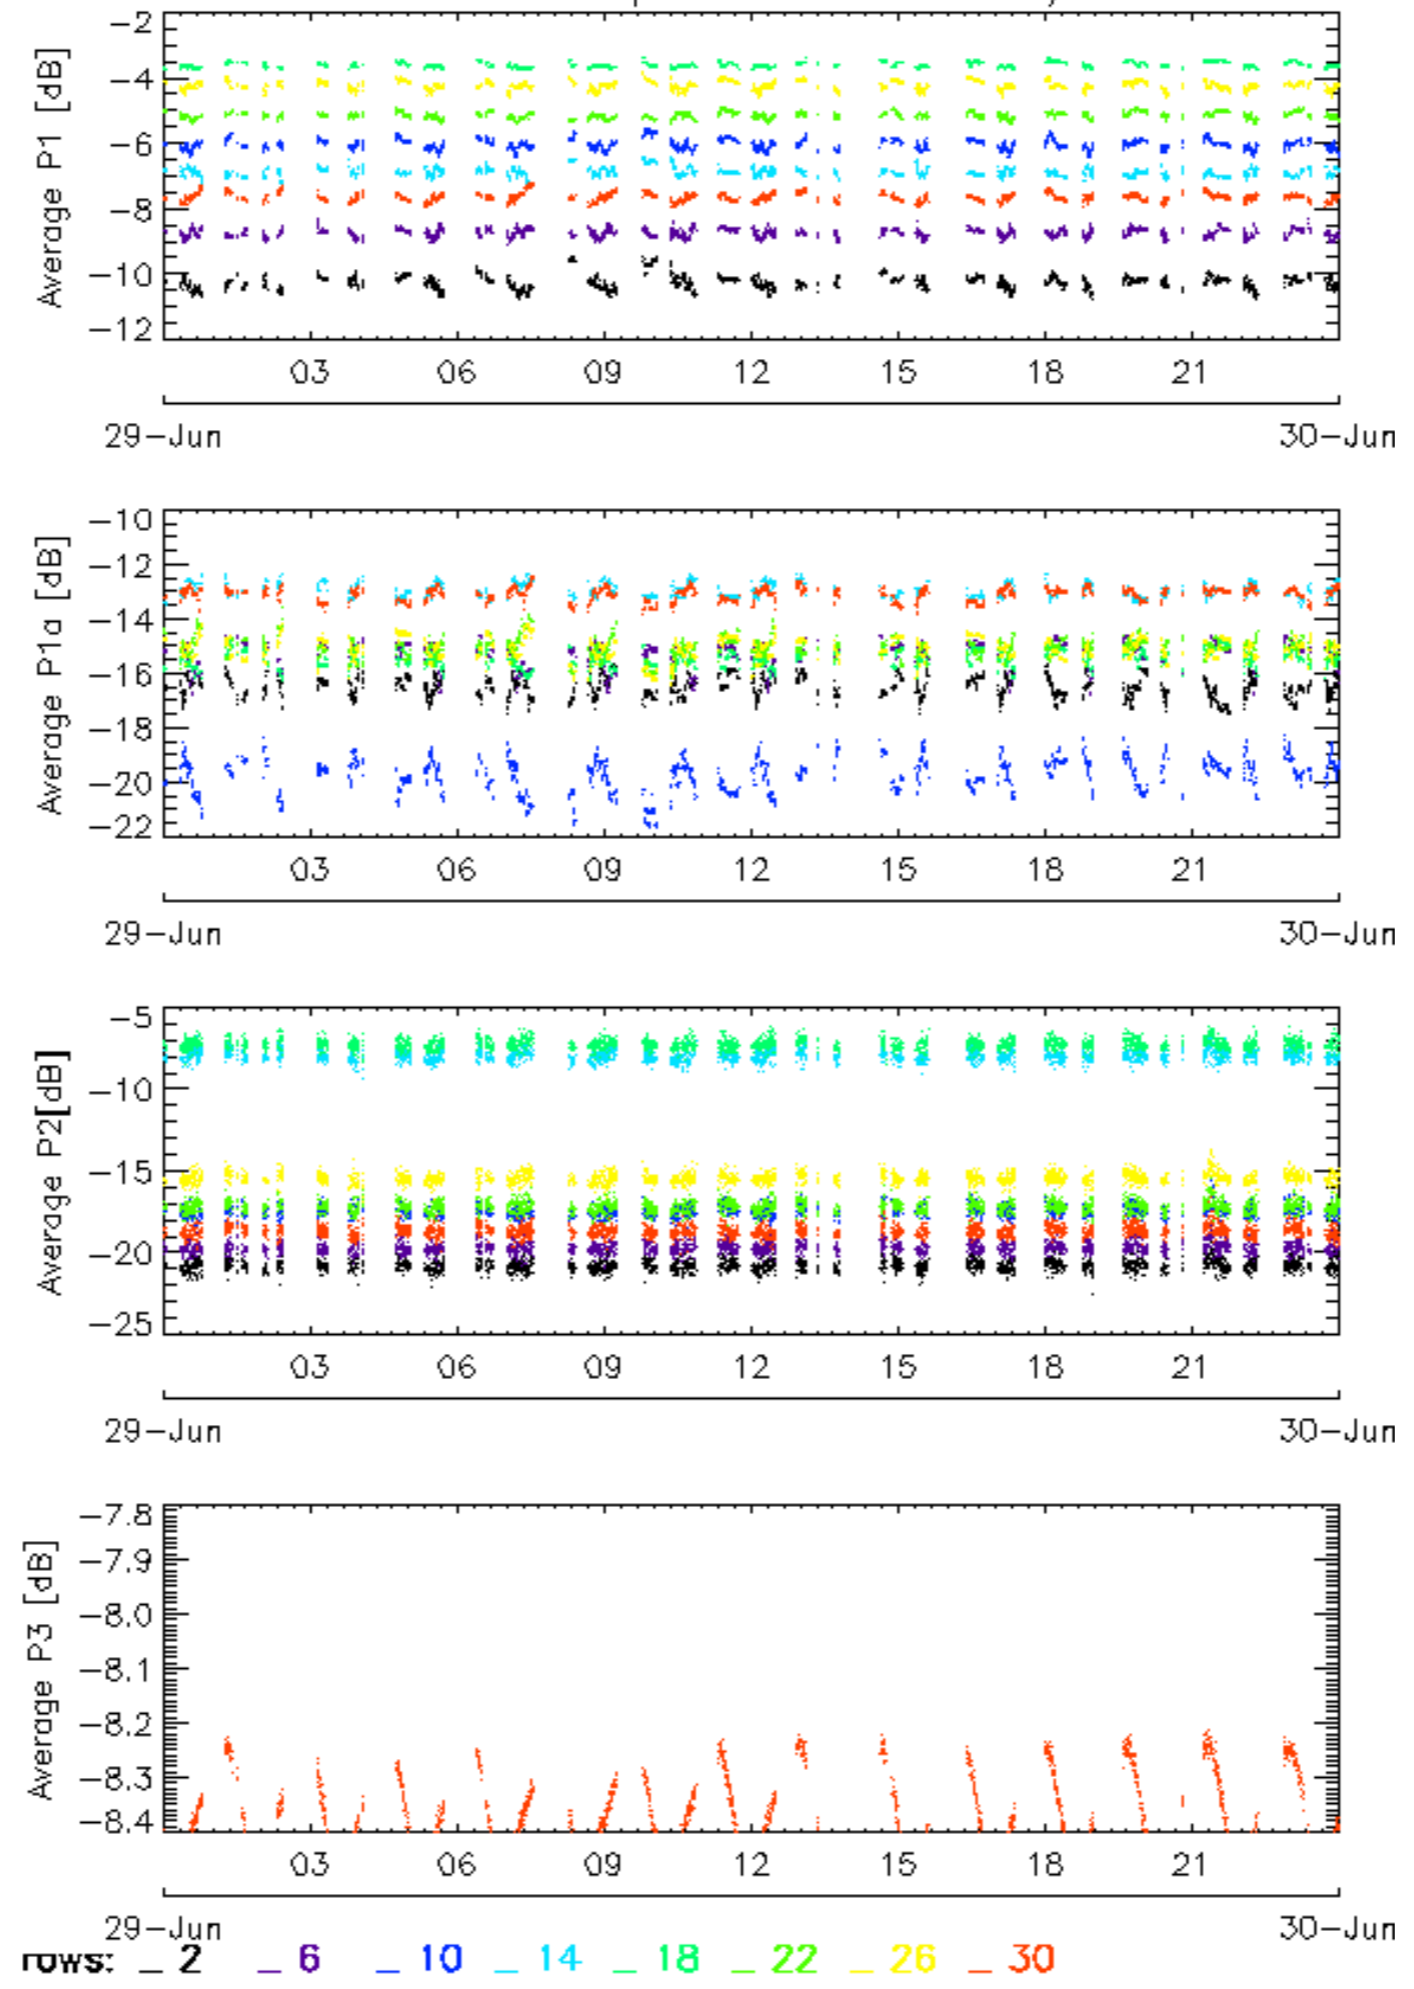 Average P1 [dB]
-2
-4
-6
-8
-10
-12
03 06 09 12 15 18 21
29-Jun 30-Jun
Average P1a [dB]
-10
-12
-14
-16
-18
-20
-22
03 06 09 12 15 18 21
29-Jun 30-Jun
Average P2[dB]
-5
-10
-15
-20
-25
03 06 09 12 15 18 21
29-Jun 30-Jun
Average P3 [dB]
-7.8
-7.9
-8.0
-8.1
-8.2
-8.3
-8.4
03 06 09 12 15 18 21
29-Jun 30-Jun
rows: _ 2 _ 6 _ 10 _ 14 _ 18 _ 22 _ 26 _ 30